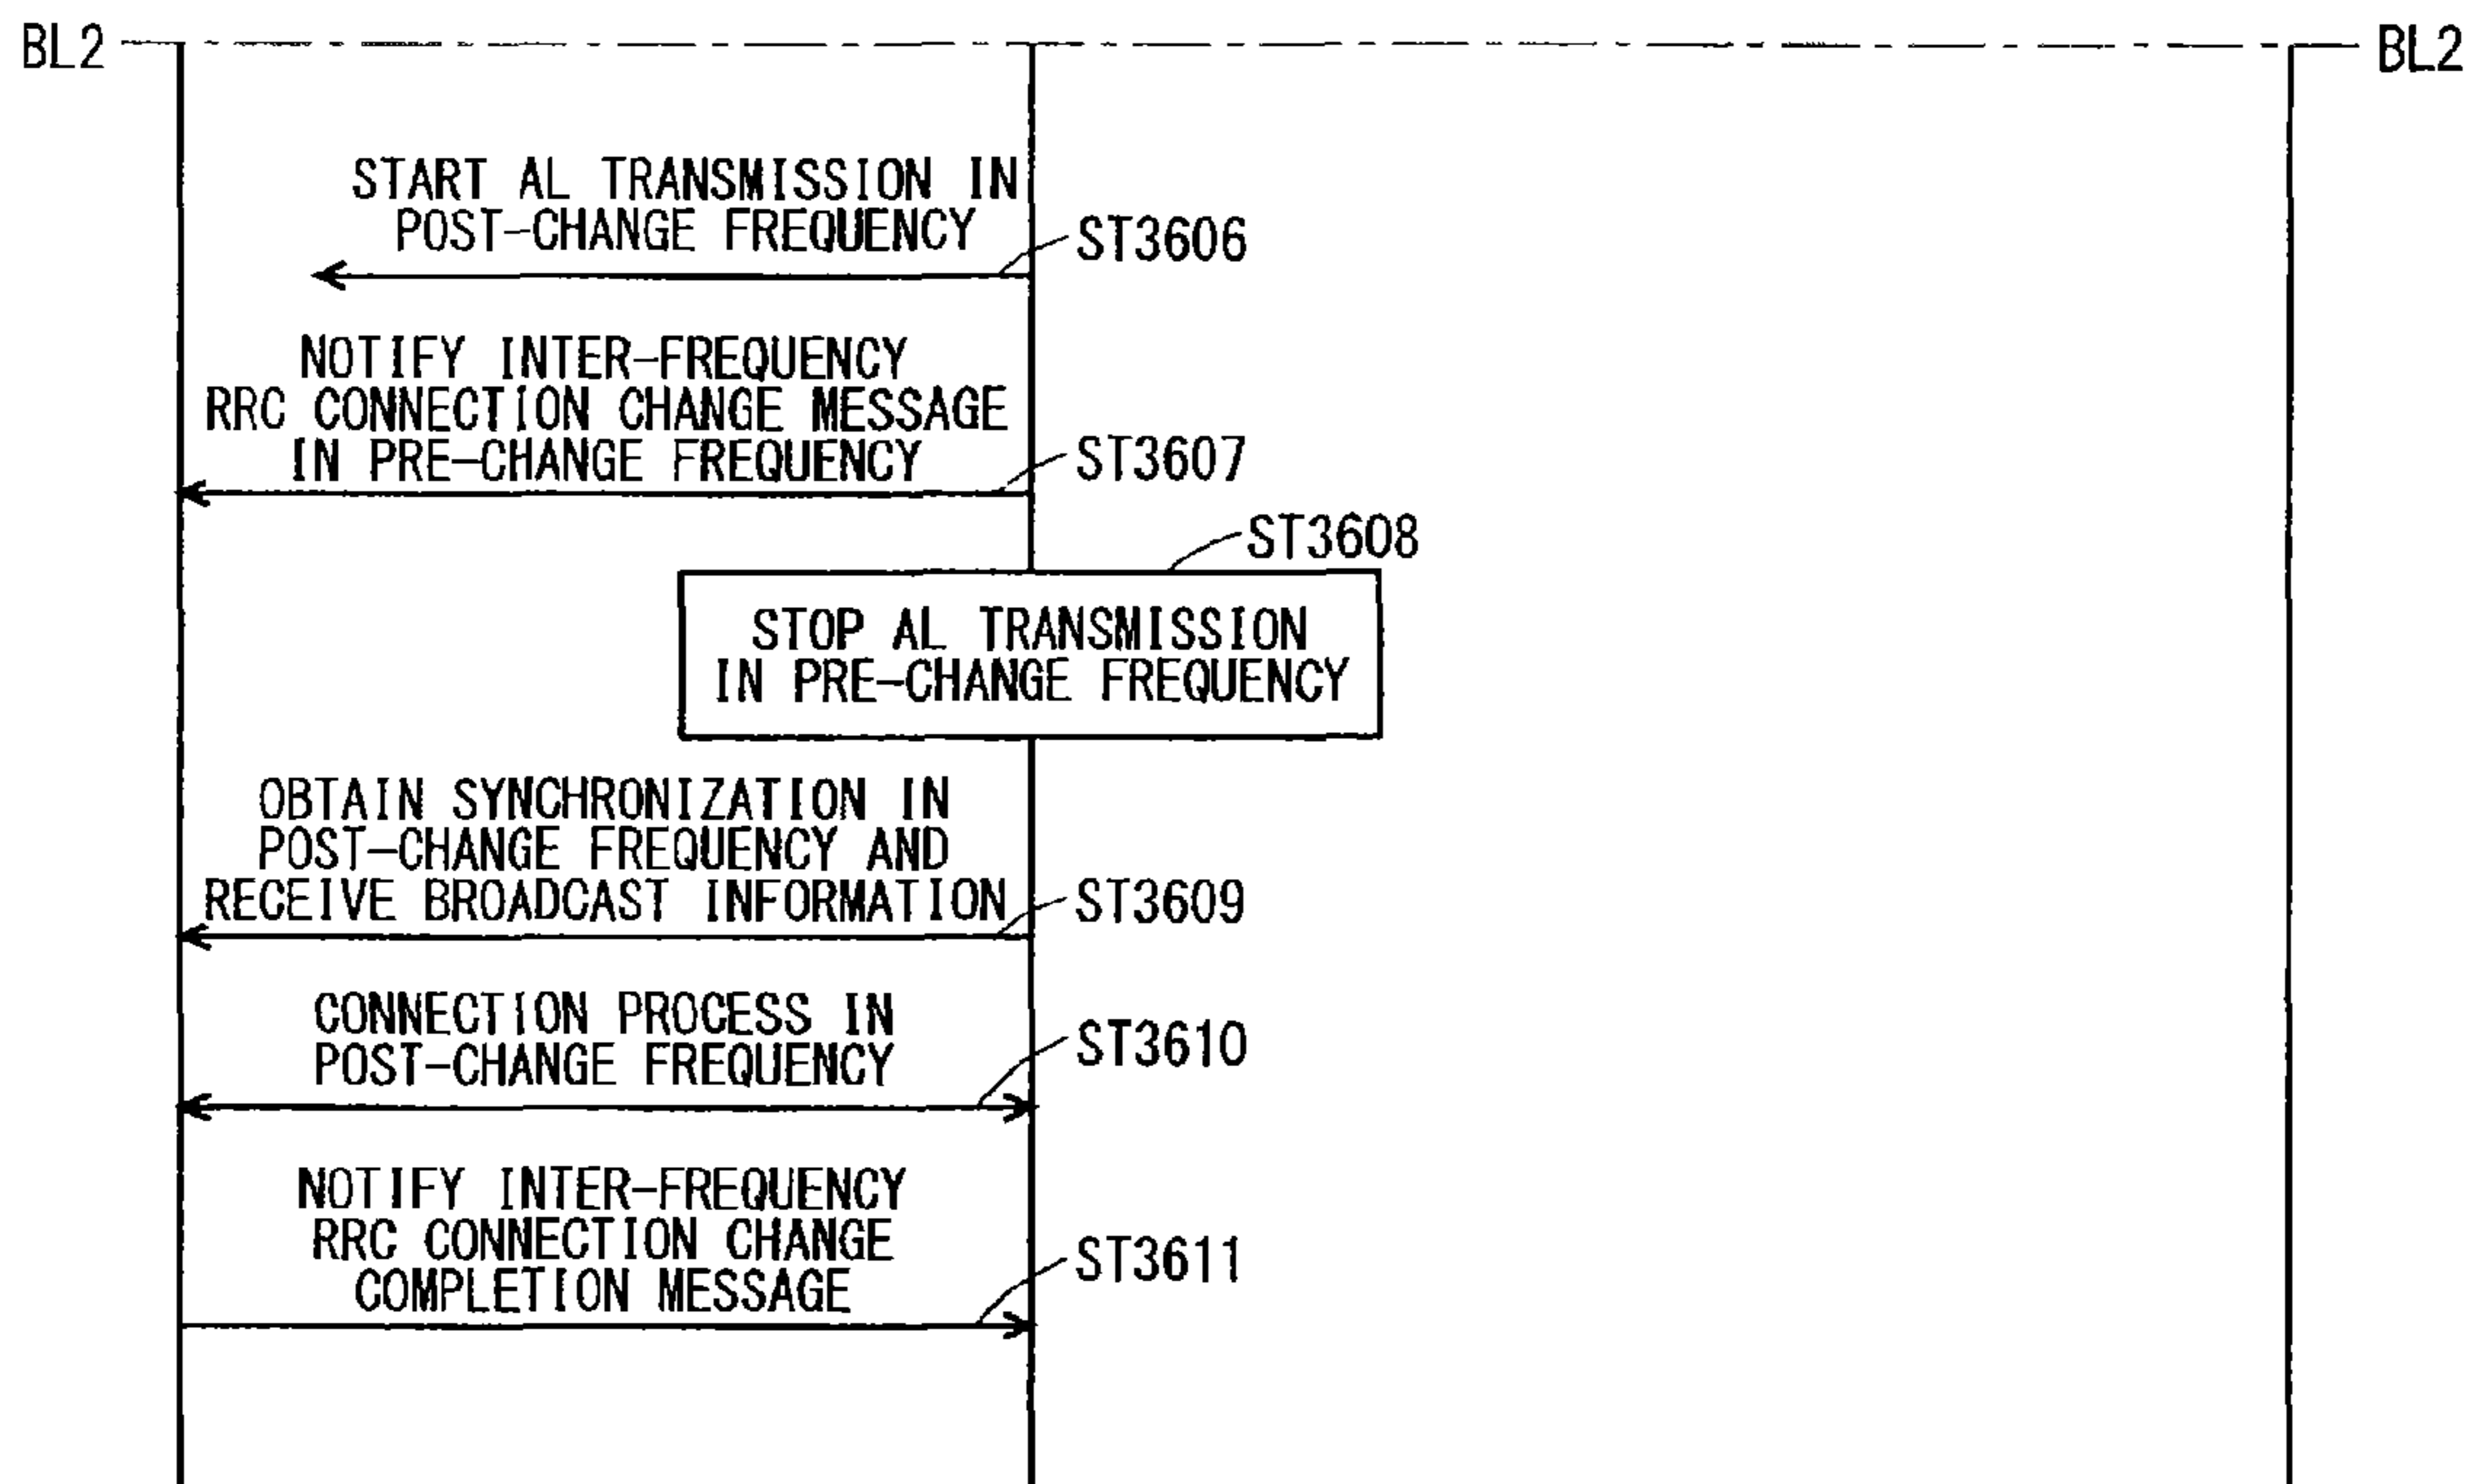 BL2
BL2
START AL TRANSMISSION IN
POST-CHANGE FREQUENCY
ST3606
NOTIFY INTER-FREQUENCY
RRC CONNECTION CHANGE MESSAGE
IN PRE-CHANGE FREQUENCY
ST3607
ST3608
STOP AL TRANSMISSION
IN PRE-CHANGE FREQUENCY
OBTAIN SYNCHRONIZATION IN
POST-CHANGE FREQUENCY AND
RECEIVE BROADCAST INFORMATION
ST3609
CONNECTION PROCESS IN
POST-CHANGE FREQUENCY
ST3610
NOTIFY INTER-FREQUENCY
RRC CONNECTION CHANGE
COMPLETION MESSAGE
ST3611